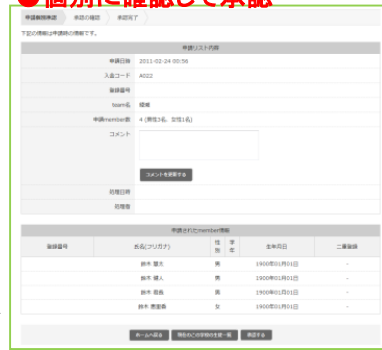 ●個別に確認して承認
申請団体承認 承認の確認 承認完了
下記の情報は申請時の情報です。
申請リスト内容
申請日時 2011-02-24 00:56
入会コード A022
登録番号
team名
申請member数 4 (男性3名、女性1名)
コメント
コメントを更新する
処理日時
処理者
申請されたmember情報
登録番号 氏名(フリガナ) 性別 学年 生年月日 二重登録
鈴木 男 1900年01月01日 -
鈴木 健人 男 1900年01月01日 -
鈴木 男 1900年01月01日 -
鈴木 恵里香 女 1900年01月01日 -
ホームへ戻る 現在のこの学校の生徒一覧 承認する